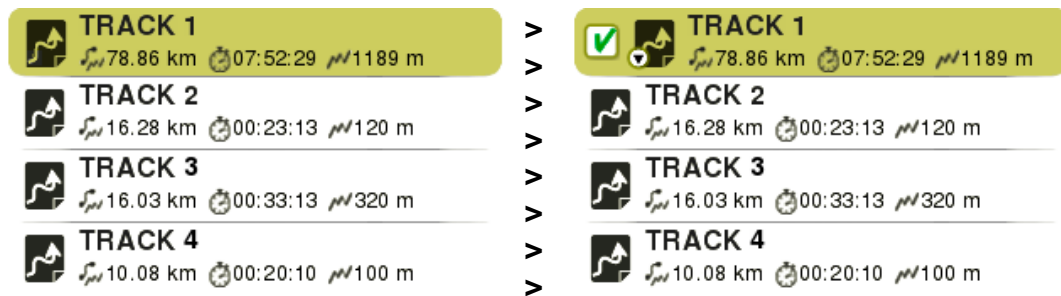 TRACK 1
78.86 km 07:52:29 1189 m
TRACK 2
16.28 km 00:23:13 120 m
TRACK 3
16.03 km 00:33:13 320 m
TRACK 4
10.08 km 00:20:10 100 m
>
>
>
>
>
>
>
>
TRACK 1
78.86 km 07:52:29 1189 m
TRACK 2
16.28 km 00:23:13 120 m
TRACK 3
16.03 km 00:33:13 320 m
TRACK 4
10.08 km 00:20:10 100 m